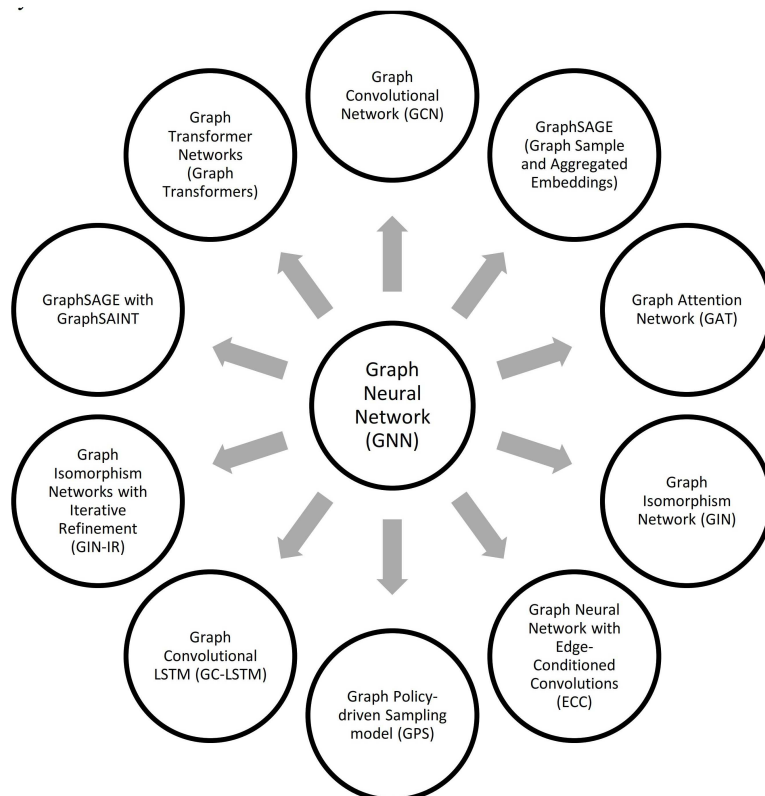 Graph
Convolutional
Network (GCN)
GraphSAGE
(Graph Sample
and Aggregated
Embeddings)
Graph Attention
Network (GAT)
Graph
Isomorphism
Network (GIN)
Graph Neural
Network with
Edge-
Conditioned
Convolutions
(ECC)
Graph Policy-
driven Sampling
model (GPS)
Graph
Convolutional
LSTM (GC-LSTM)
Graph
Isomorphism
Networks with
Iterative
Refinement
(GIN-IR)
GraphSAGE with
GraphSAINT
Graph
Transformer
Networks
(Graph
Transformers)
Graph
Neural
Network
(GNN)